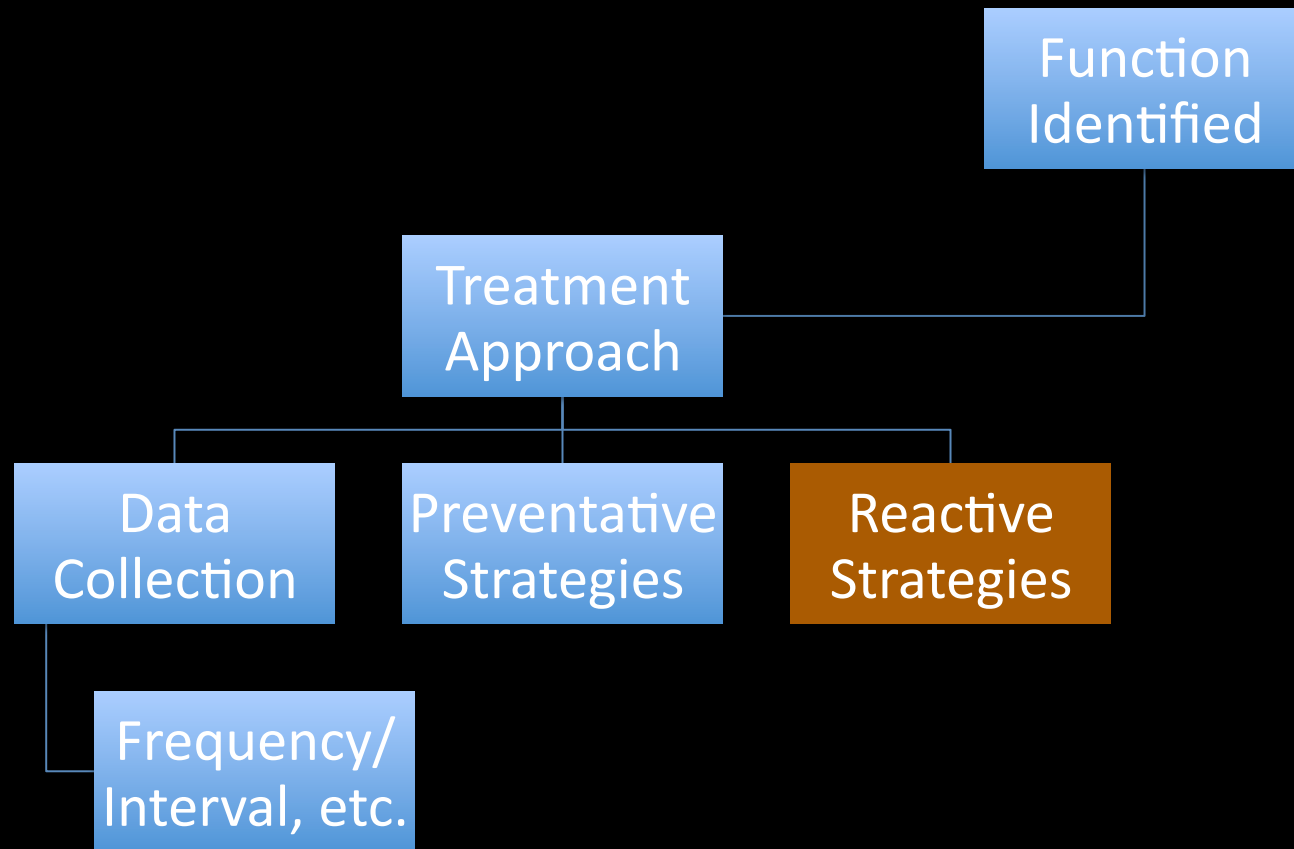 Function
Identified
Treatment
Approach
Data
Collection
Preventative
Strategies
Reactive
Strategies
Frequency/
Interval, etc.